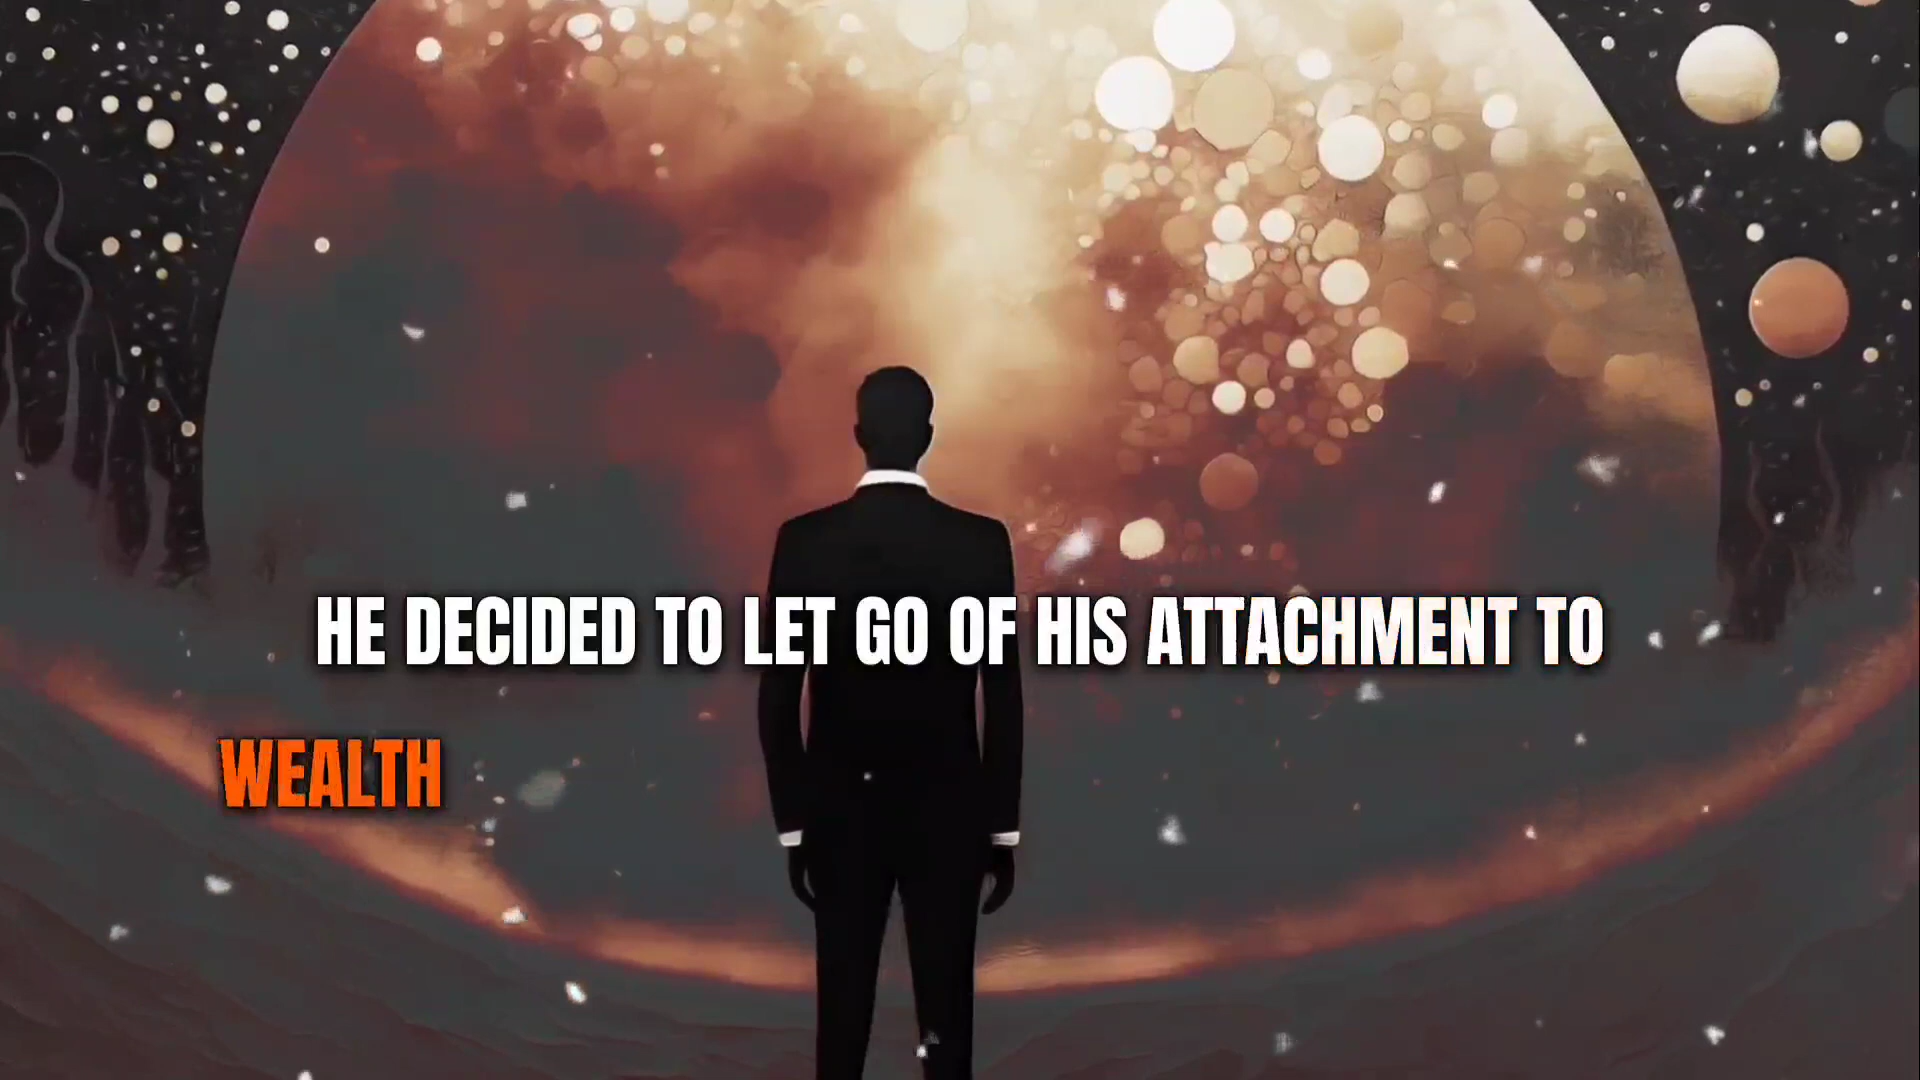 HE DECIDED TO LET GO OF HIS ATTACHMENT TO
WEALTH